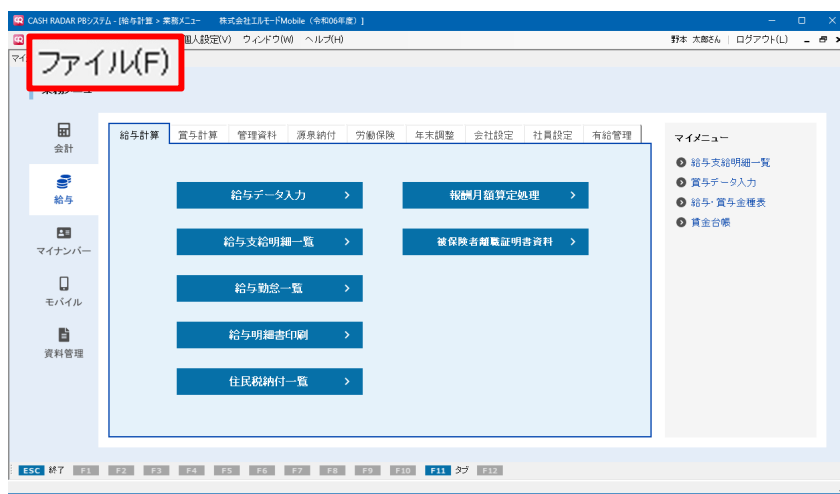 CASH RADAR PBシステム - [給与計算 > 業務メニュー 株式会社エルモードMobile（令和06年度）]
ファイル(F)
個人設定(V) ウィンドウ(W) ヘルプ(H)
野本 太郎さん | ログアウト(L)
会計
給与
マイナンバー
モバイル
資料管理
給与計算 賞与計算 管理資料 源泉納付 労働保険 年末調整 会社設定 社員設定 有給管理
給与データ入力
給与支給明細一覧
給与勤怠一覧
給与明細書印刷
住民税納付一覧
報酬月額算定処理
被保険者離職証明書資料
マイメニュー
給与支給明細一覧
賞与データ入力
給与・賞与金種表
賃金台帳
ESC 終了 F1 F2 F3 F4 F5 F6 F7 F8 F9 F10 F11 タブ F12